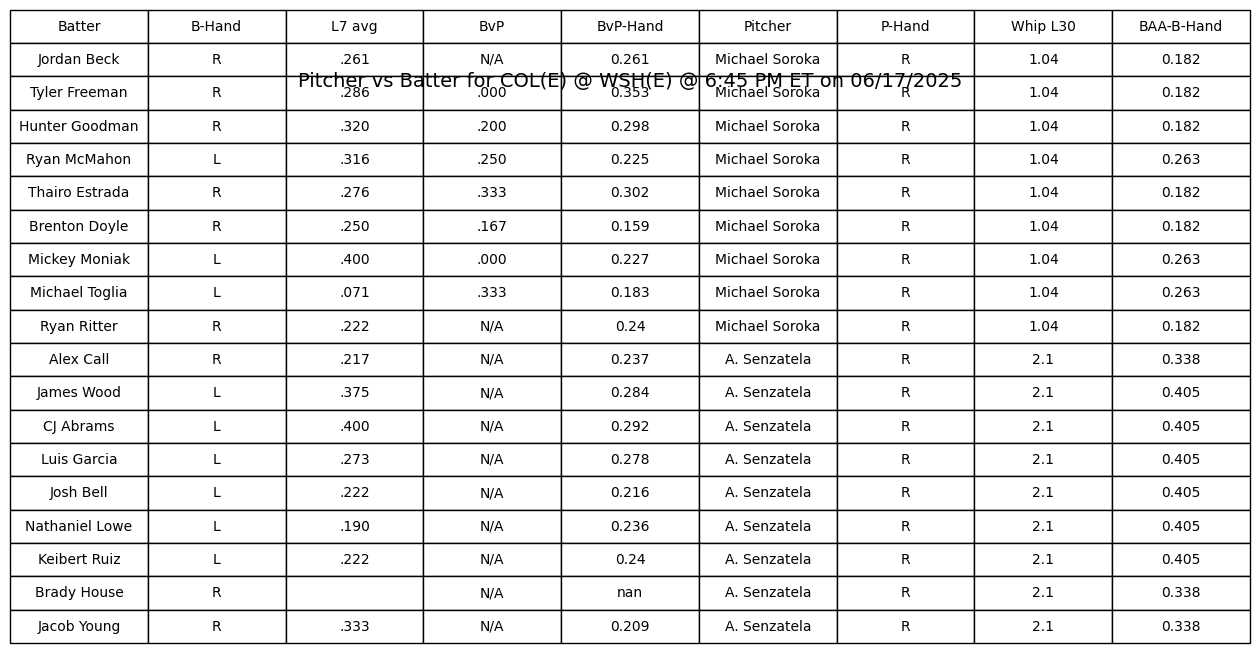 Batter B-Hand L7 avg BvP BvP-Hand Pitcher P-Hand Whip L30 BAA-B-Hand
Jordan Beck R .261 N/A 0.261 Michael Soroka R 1.04 0.182
Pitcher vs Batter for COL(E) @ WSH(E) @ 6:45 PM ET on 06/17/2025
Tyler Freeman R .286 .000 0.353 Michael Soroka R 1.04 0.182
Hunter Goodman R .320 .200 0.298 Michael Soroka R 1.04 0.182
Ryan McMahon L .316 .250 0.225 Michael Soroka R 1.04 0.263
Thairo Estrada R .276 .333 0.302 Michael Soroka R 1.04 0.182
Brenton Doyle R .250 .167 0.159 Michael Soroka R 1.04 0.182
Mickey Moniak L .400 .000 0.227 Michael Soroka R 1.04 0.263
Michael Toglia L .071 .333 0.183 Michael Soroka R 1.04 0.263
Ryan Ritter R .222 N/A 0.24 Michael Soroka R 1.04 0.182
Alex Call R .217 N/A 0.237 A. Senzatela R 2.1 0.338
James Wood L .375 N/A 0.284 A. Senzatela R 2.1 0.405
CJ Abrams L .400 N/A 0.292 A. Senzatela R 2.1 0.405
Luis Garcia L .273 N/A 0.278 A. Senzatela R 2.1 0.405
Josh Bell L .222 N/A 0.216 A. Senzatela R 2.1 0.405
Nathaniel Lowe L .190 N/A 0.236 A. Senzatela R 2.1 0.405
Keibert Ruiz L .222 N/A 0.24 A. Senzatela R 2.1 0.405
Brady House R N/A nan A. Senzatela R 2.1 0.338
Jacob Young R .333 N/A 0.209 A. Senzatela R 2.1 0.338